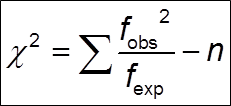 χ² = ∑ f_obs² / f_exp − n